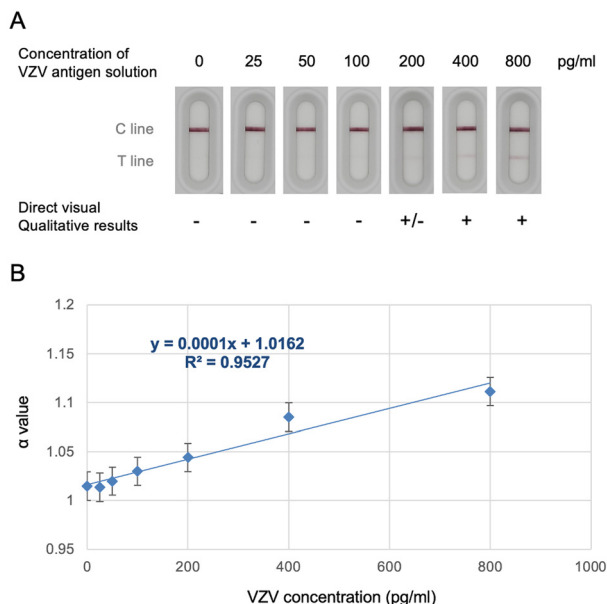 A
Concentration of
VZV antigen solution
0 25 50 100 200 400 800 pg/ml
C line
T line
Direct visual
Qualitative results
- - - - +/- + +
B
1.2
1.15
1.1
1.05
1
0.95
α value
y = 0.0001x + 1.0162
R² = 0.9527
0 200 400 600 800 1000
VZV concentration (pg/ml)